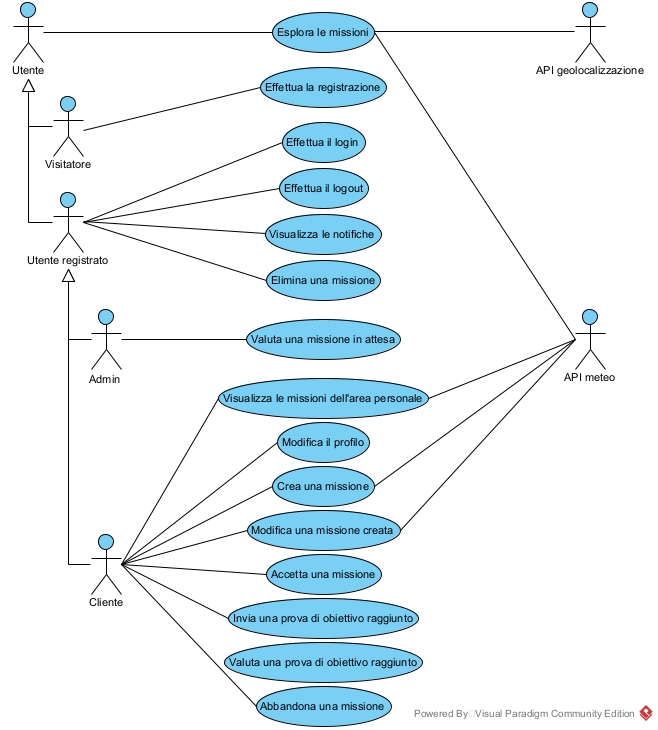 Esplora le missioni
Utente
API geolocalizzazione
Effettua la registrazione
Visitatore
Effettua il login
Effettua il logout
Visualizza le notifiche
Utente registrato
Elimina una missione
Valuta una missione in attesa
Admin
API meteo
Visualizza le missioni dell'area personale
Modifica il profilo
Crea una missione
Modifica una missione creata
Accetta una missione
Cliente
Invia una prova di obiettivo raggiunto
Valuta una prova di obiettivo raggiunto
Abbandona una missione
Powered By□Visual Paradigm Community Edition